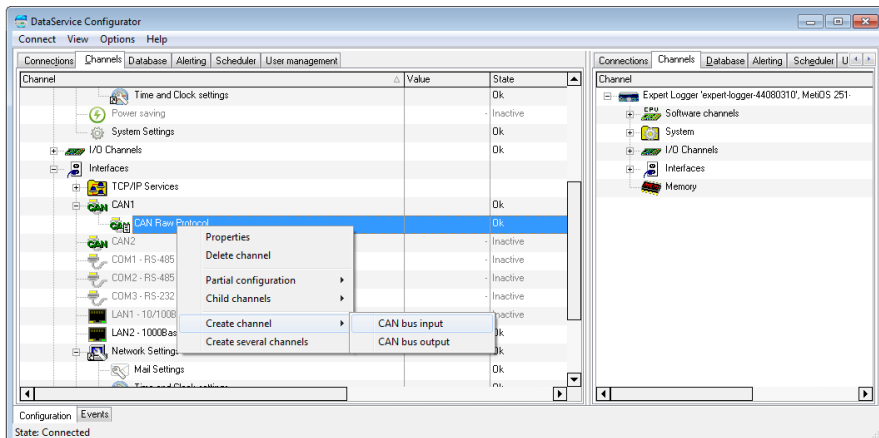 DataService Configurator
Connect View Options Help
Connections Channels Database Alerting Scheduler User management
Channel Value State
Time and Clock settings Ok
Power saving - Inactive
System Settings Ok
I/O Channels Ok
Interfaces
TCP/IP Services
CAN1 Ok
CAN Raw Protocol Ok
CAN2 - Inactive
COM1 - RS-485 - Inactive
COM2 - RS-485 - Inactive
COM3 - RS-232 - Inactive
LAN1 - 10/100B
LAN2 - 1000Bas
Network Setting
Mail Settings Ok
Properties
Delete channel
Partial configuration
Child channels
Create channel
Create several channels
CAN bus input
CAN bus output
Connections Channels Database Alerting Scheduler U
Channel
Expert Logger 'expert-logger-44080310', MetiOS 251-
CPU
Software channels
System
I/O Channels
Interfaces
Memory
Configuration Events
State: Connected